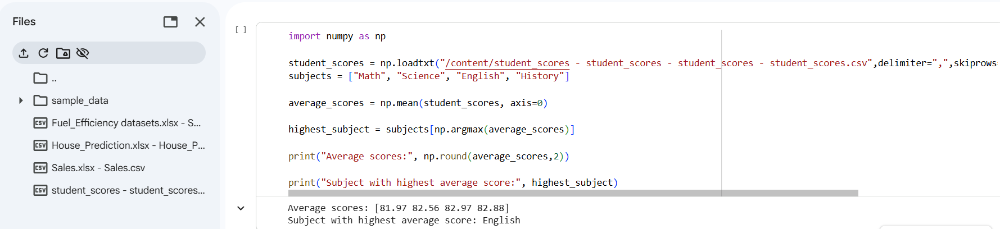 Files
..
sample_data
Fuel_Efficiency datasets.xlsx - S...
House_Prediction.xlsx - House_P...
Sales.xlsx - Sales.csv
student_scores - student_scores...
[ ]
import numpy as np
student_scores = np.loadtxt("/content/student_scores - student_scores - student_scores - student_scores.csv",delimiter=",",skiprows
subjects = ["Math", "Science", "English", "History"]
average_scores = np.mean(student_scores, axis=0)
highest_subject = subjects[np.argmax(average_scores)]
print("Average scores:", np.round(average_scores,2))
print("Subject with highest average score:", highest_subject)
Average scores: [81.97 82.56 82.97 82.88]
Subject with highest average score: English